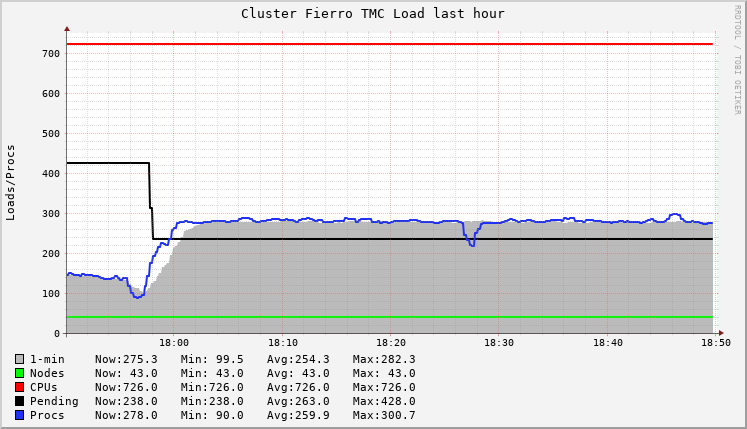 Cluster Fierro TMC Load last hour
RRDTOOL / TOBI OETIKER
Loads/Procs
700
600
500
400
300
200
100
0
18:00 18:10 18:20 18:30 18:40 18:50
1-min Now:275.3 Min: 99.5 Avg:254.3 Max:282.3
Nodes Now: 43.0 Min: 43.0 Avg: 43.0 Max: 43.0
CPUs Now:726.0 Min:726.0 Avg:726.0 Max:726.0
Pending Now:238.0 Min:238.0 Avg:263.0 Max:428.0
Procs Now:278.0 Min: 90.0 Avg:259.9 Max:300.7